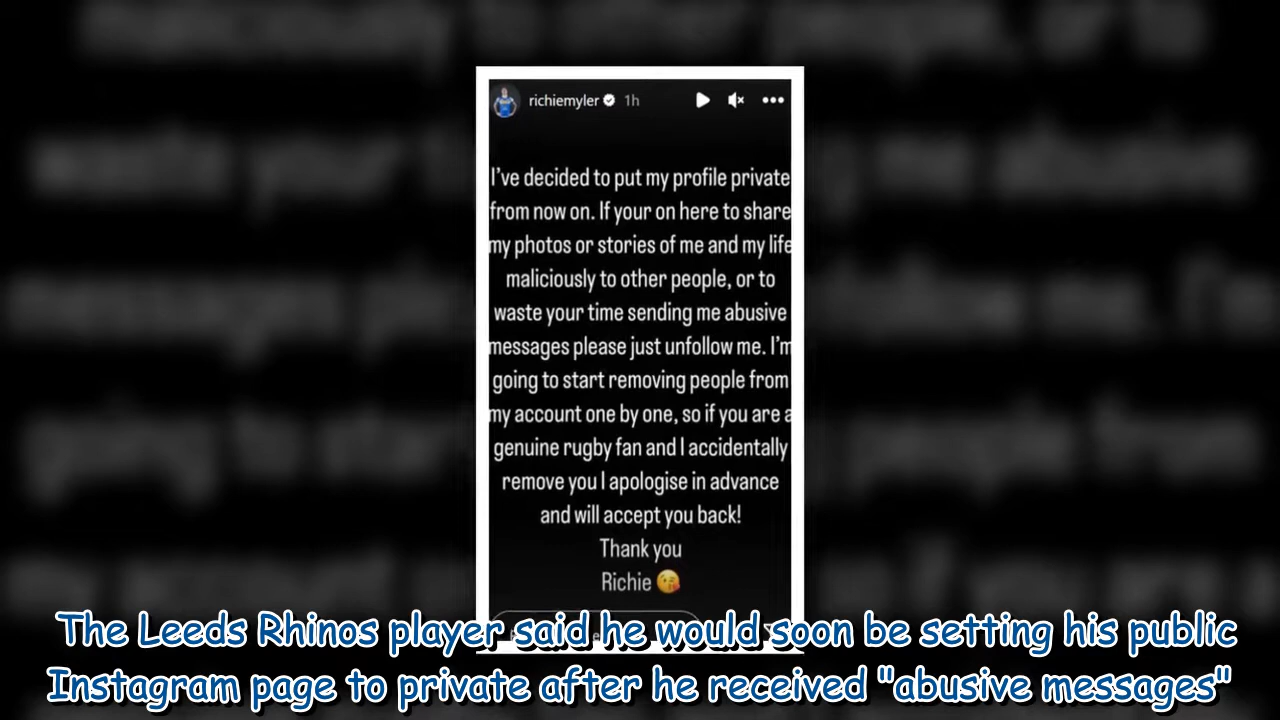 richiemyler 1h
I've decided to put my profile private
from now on. If your on here to share
my photos or stories of me and my life
maliciously to other people, or to
waste your time sending me abusive
messages please just unfollow me. I'm
going to start removing people from
my account one by one, so if you are a
genuine rugby fan and I accidentally
remove you I apologise in advance
and will accept you back!
Thank you
Richie 😘
The Leeds Rhinos player said he would soon be setting his public
Instagram page to private after he received "abusive messages"